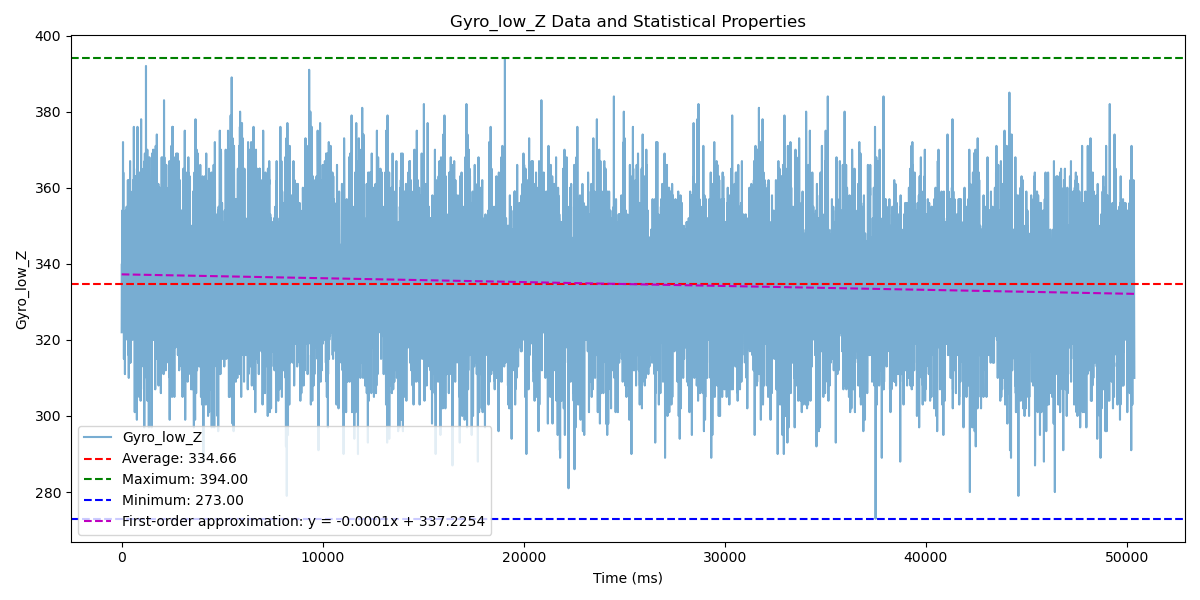 Gyro_low_Z Data and Statistical Properties
400
380
360
340
320
300
280
Gyro_low_Z
Gyro_low_Z
Average: 334.66
Maximum: 394.00
Minimum: 273.00
First-order approximation: y = -0.0001x + 337.2254
0 10000 20000 30000 40000 50000
Time (ms)